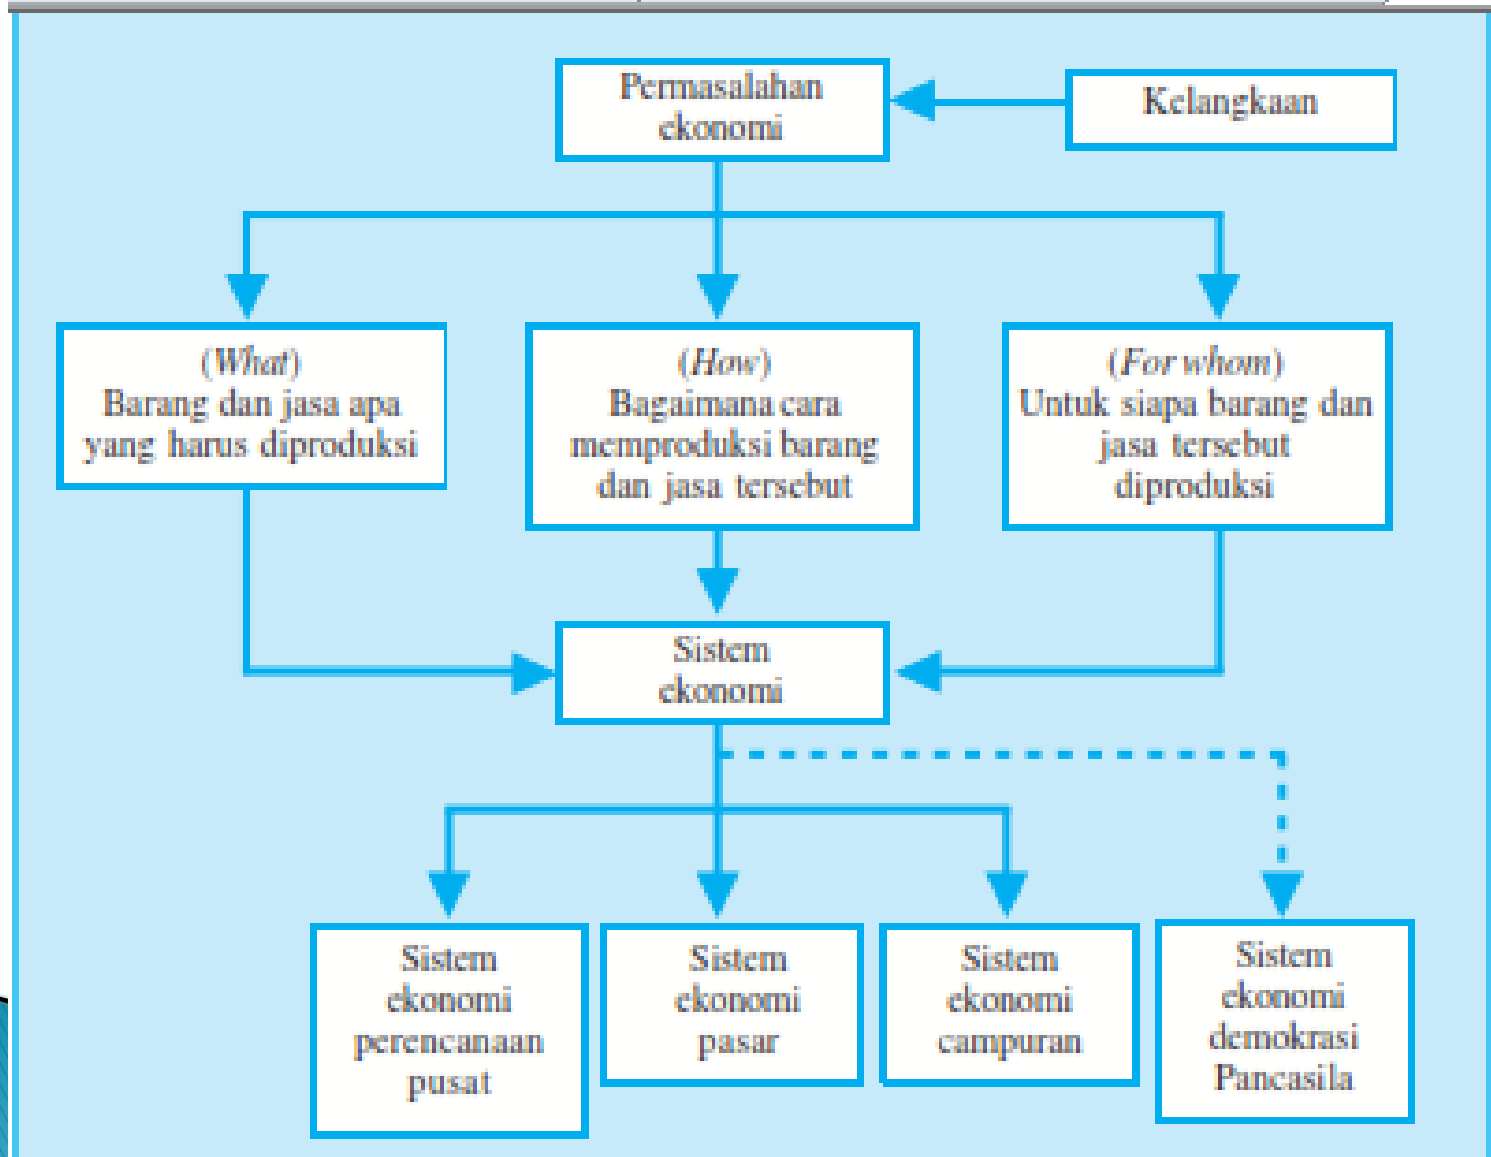 Permasalahan
ekonomi
Kelangkaan
(What)
Barang dan jasa apa
yang harus diproduksi
(How)
Bagaimana cara
memproduksi barang
dan jasa tersebut
(For whom)
Untuk siapa barang dan
jasa tersebut
diproduksi
Sistem
ekonomi
Sistem
ekonomi
perencanaan
pusat
Sistem
ekonomi
pasar
Sistem
ekonomi
campuran
Sistem
ekonomi
demokrasi
Pancasila